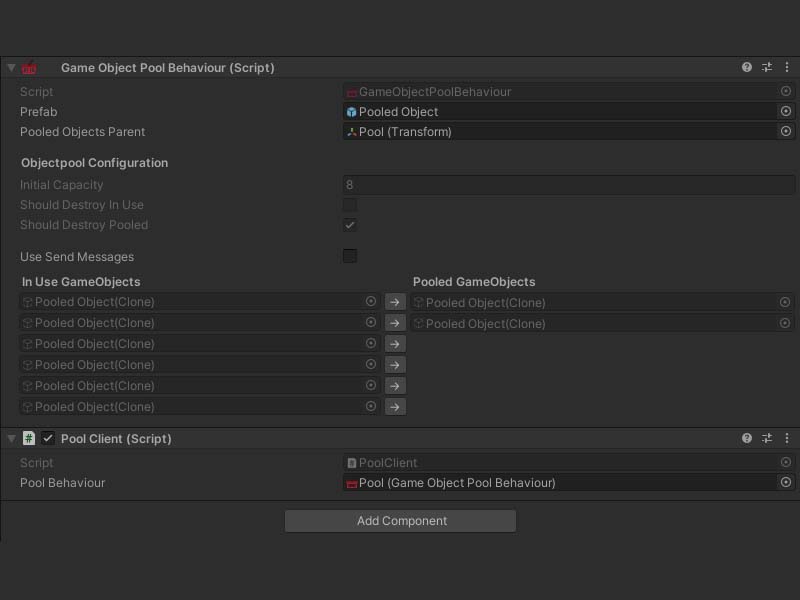 Game Object Pool Behaviour (Script)
Script GameObjectPoolBehaviour
Prefab Pooled Object
Pooled Objects Parent Pool (Transform)
Objectpool Configuration
Initial Capacity 8
Should Destroy In Use
Should Destroy Pooled
Use Send Messages
In Use GameObjects Pooled GameObjects
Pooled Object(Clone) Pooled Object(Clone)
Pooled Object(Clone) Pooled Object(Clone)
Pooled Object(Clone)
Pooled Object(Clone)
Pooled Object(Clone)
Pooled Object(Clone)
# Pool Client (Script)
Script PoolClient
Pool Behaviour Pool (Game Object Pool Behaviour)
Add Component